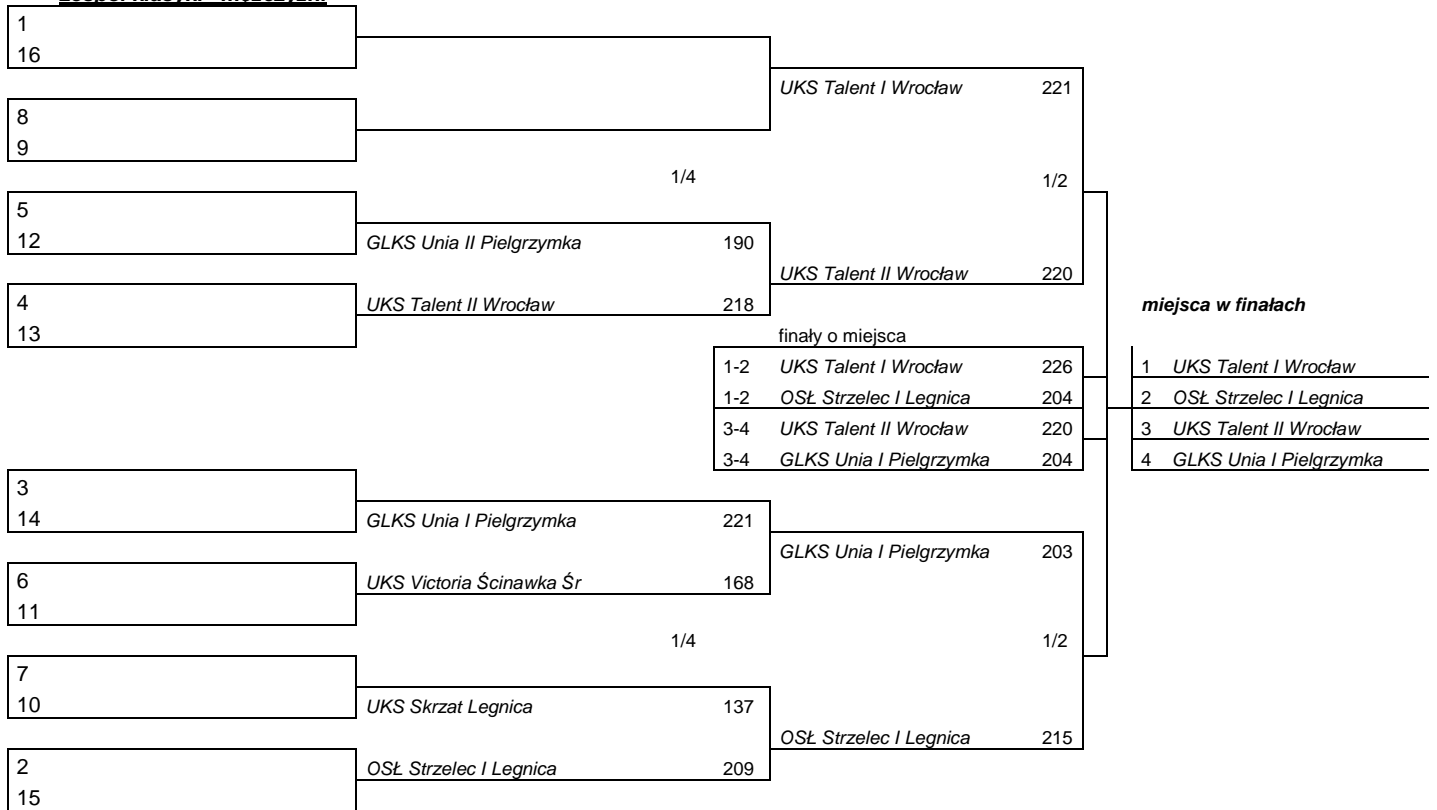 1
16
UKS Talent I Wrocław 221
8
9
1/4 1/2
5
12 GLKS Unia II Pielgrzymka 190
UKS Talent II Wrocław 220
4 UKS Talent II Wrocław 218 miejsca w finałach
13 finały o miejsca
1-2 UKS Talent I Wrocław 226 1 UKS Talent I Wrocław
1-2 OSŁ Strzelec I Legnica 204 2 OSŁ Strzelec I Legnica
3-4 UKS Talent II Wrocław 220 3 UKS Talent II Wrocław
3-4 GLKS Unia I Pielgrzymka 204 4 GLKS Unia I Pielgrzymka
3
14 GLKS Unia I Pielgrzymka 221
GLKS Unia I Pielgrzymka 203
6 UKS Victoria Ścinawka Śr 168
11
1/4 1/2
7
10 UKS Skrzat Legnica 137
OSŁ Strzelec I Legnica 215
2 OSŁ Strzelec I Legnica 209
15